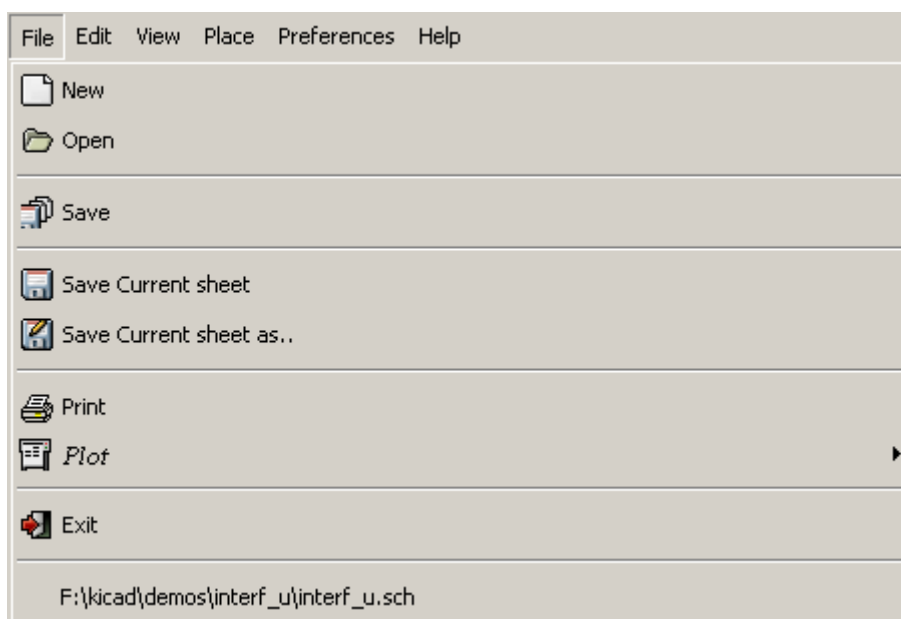 File Edit View Place Preferences Help
New
Open
Save
Save Current sheet
Save Current sheet as..
Print
Plot
Exit
F:\kicad\demos\interf_u\interf_u.sch